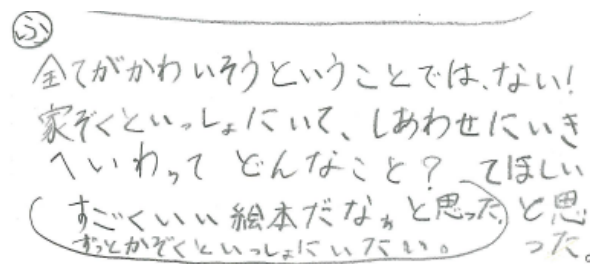 ふ
全てがかわいそうということでは、ない!
家ぞくといっしょにいて、しあわせにいき
へいわって どんなこと? てほしい
すごくいい絵本だなぁと思った。と思
ずっとかぞくといっしょにいたい。 った。